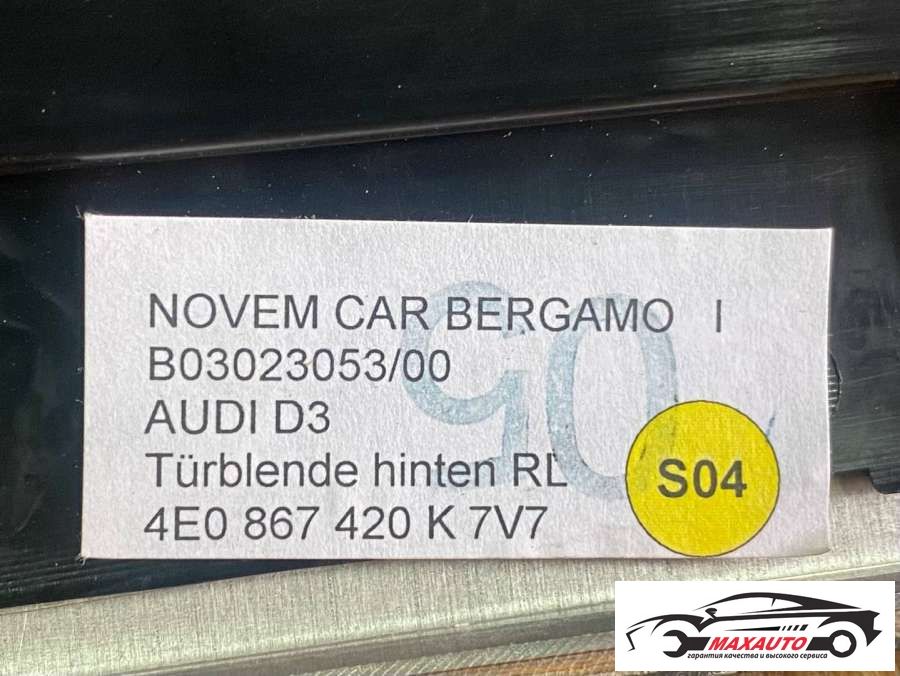 NOVEM CAR BERGAMO I
B03023053/00
AUDI D3
Türblende hinten RL
4E0 867 420 K 7V7
S04
50
MAXAUTO
гарантия качества и высокого сервиса